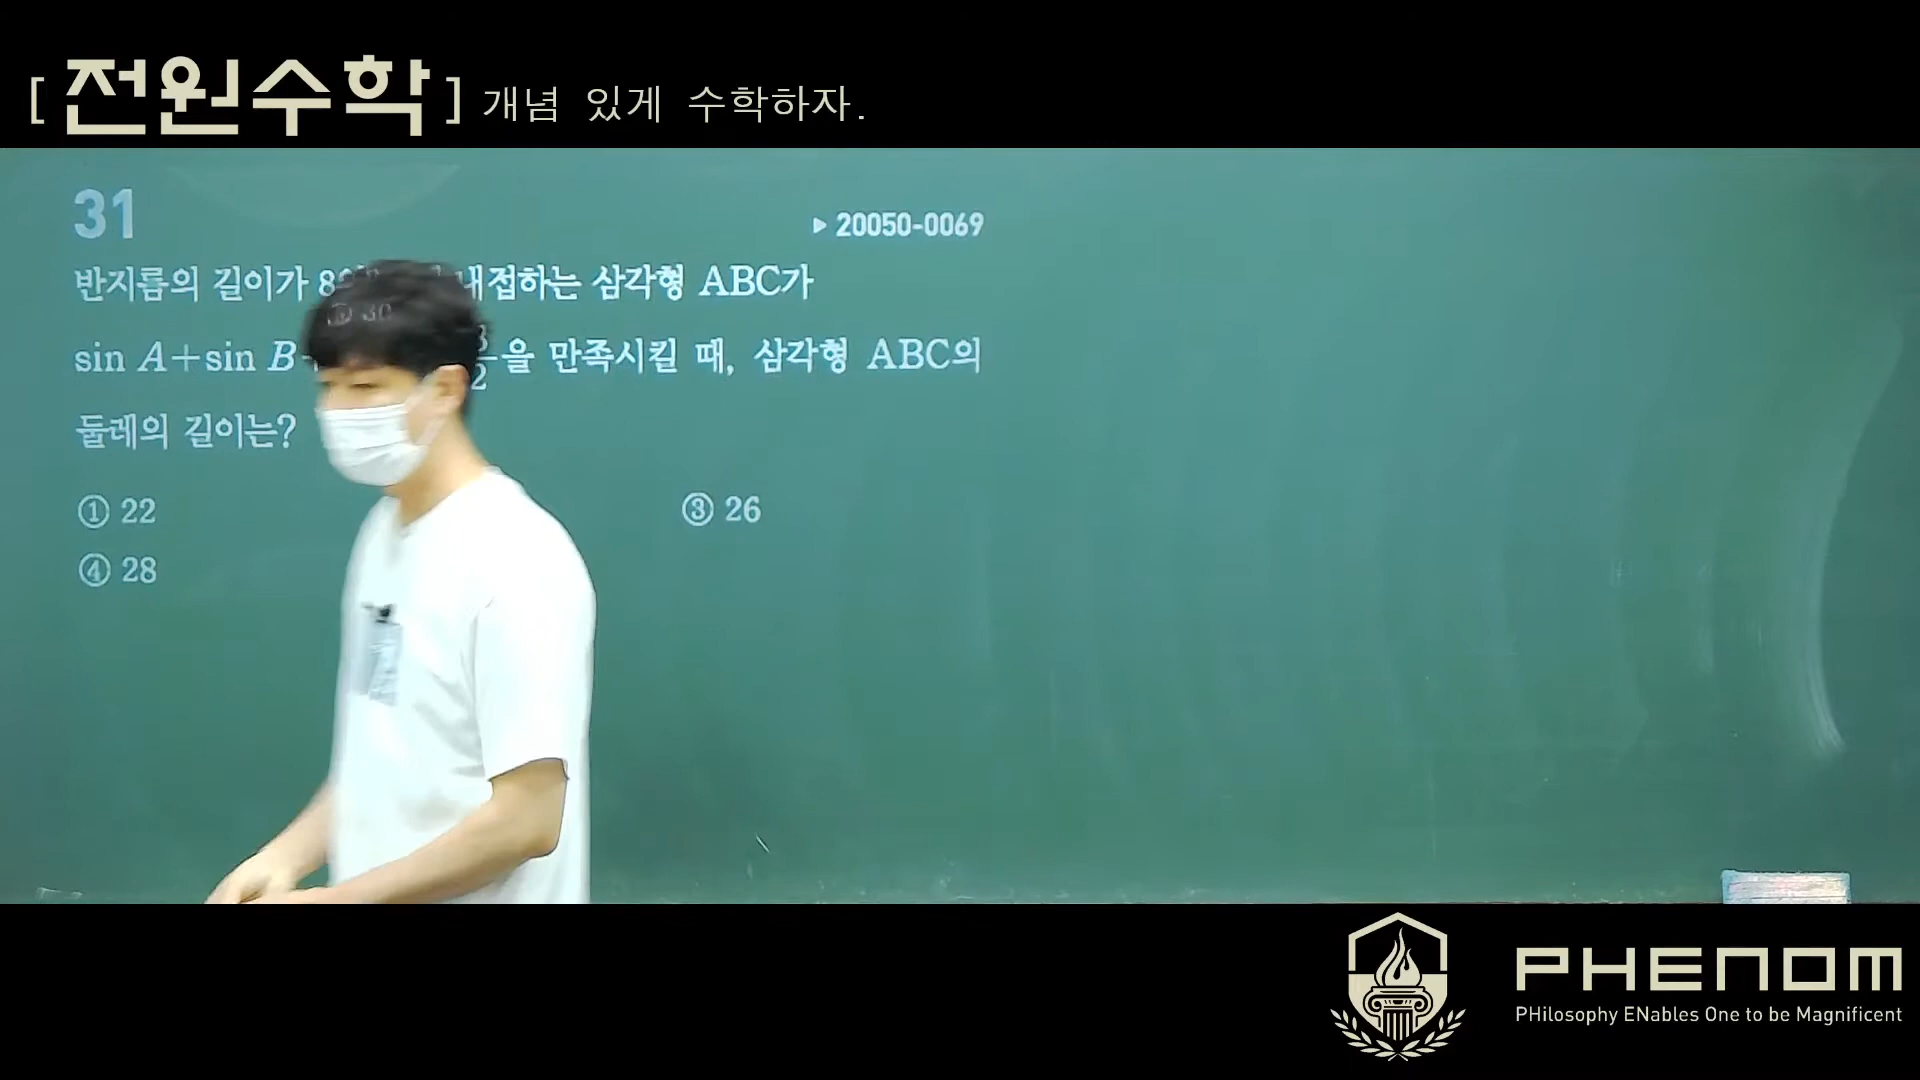 [전원수학] 개념 있게 수학하자.
31
▶ 20050-0069
반지름의 길이가 8 내접하는 삼각형 ABC가
sin A+sin B 2을 만족시킬 때, 삼각형 ABC의
둘레의 길이는?
① 22 ③ 26
④ 28
PHENOM
PHilosophy ENables One to be Magnificent